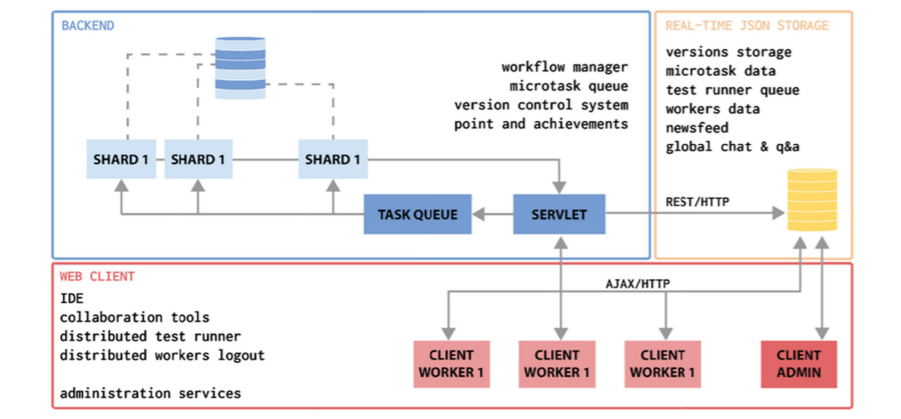 BACKEND
workflow manager
microtask queue
version control system
point and achievements
SHARD 1
SHARD 1
SHARD 1
TASK QUEUE
SERVLET
REAL-TIME JSON STORAGE
versions storage
microtask data
test runner queue
workers data
newsfeed
global chat & q&a
REST/HTTP
WEB CLIENT
IDE
collaboration tools
distributed test runner
distributed workers logout
administration services
AJAX/HTTP
CLIENT
WORKER 1
CLIENT
WORKER 1
CLIENT
WORKER 1
CLIENT
ADMIN